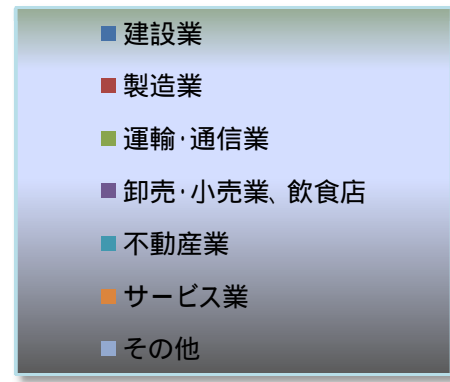 建設業
製造業
運輸･通信業
卸売･小売業、飲食店
不動産業
サービス業
その他